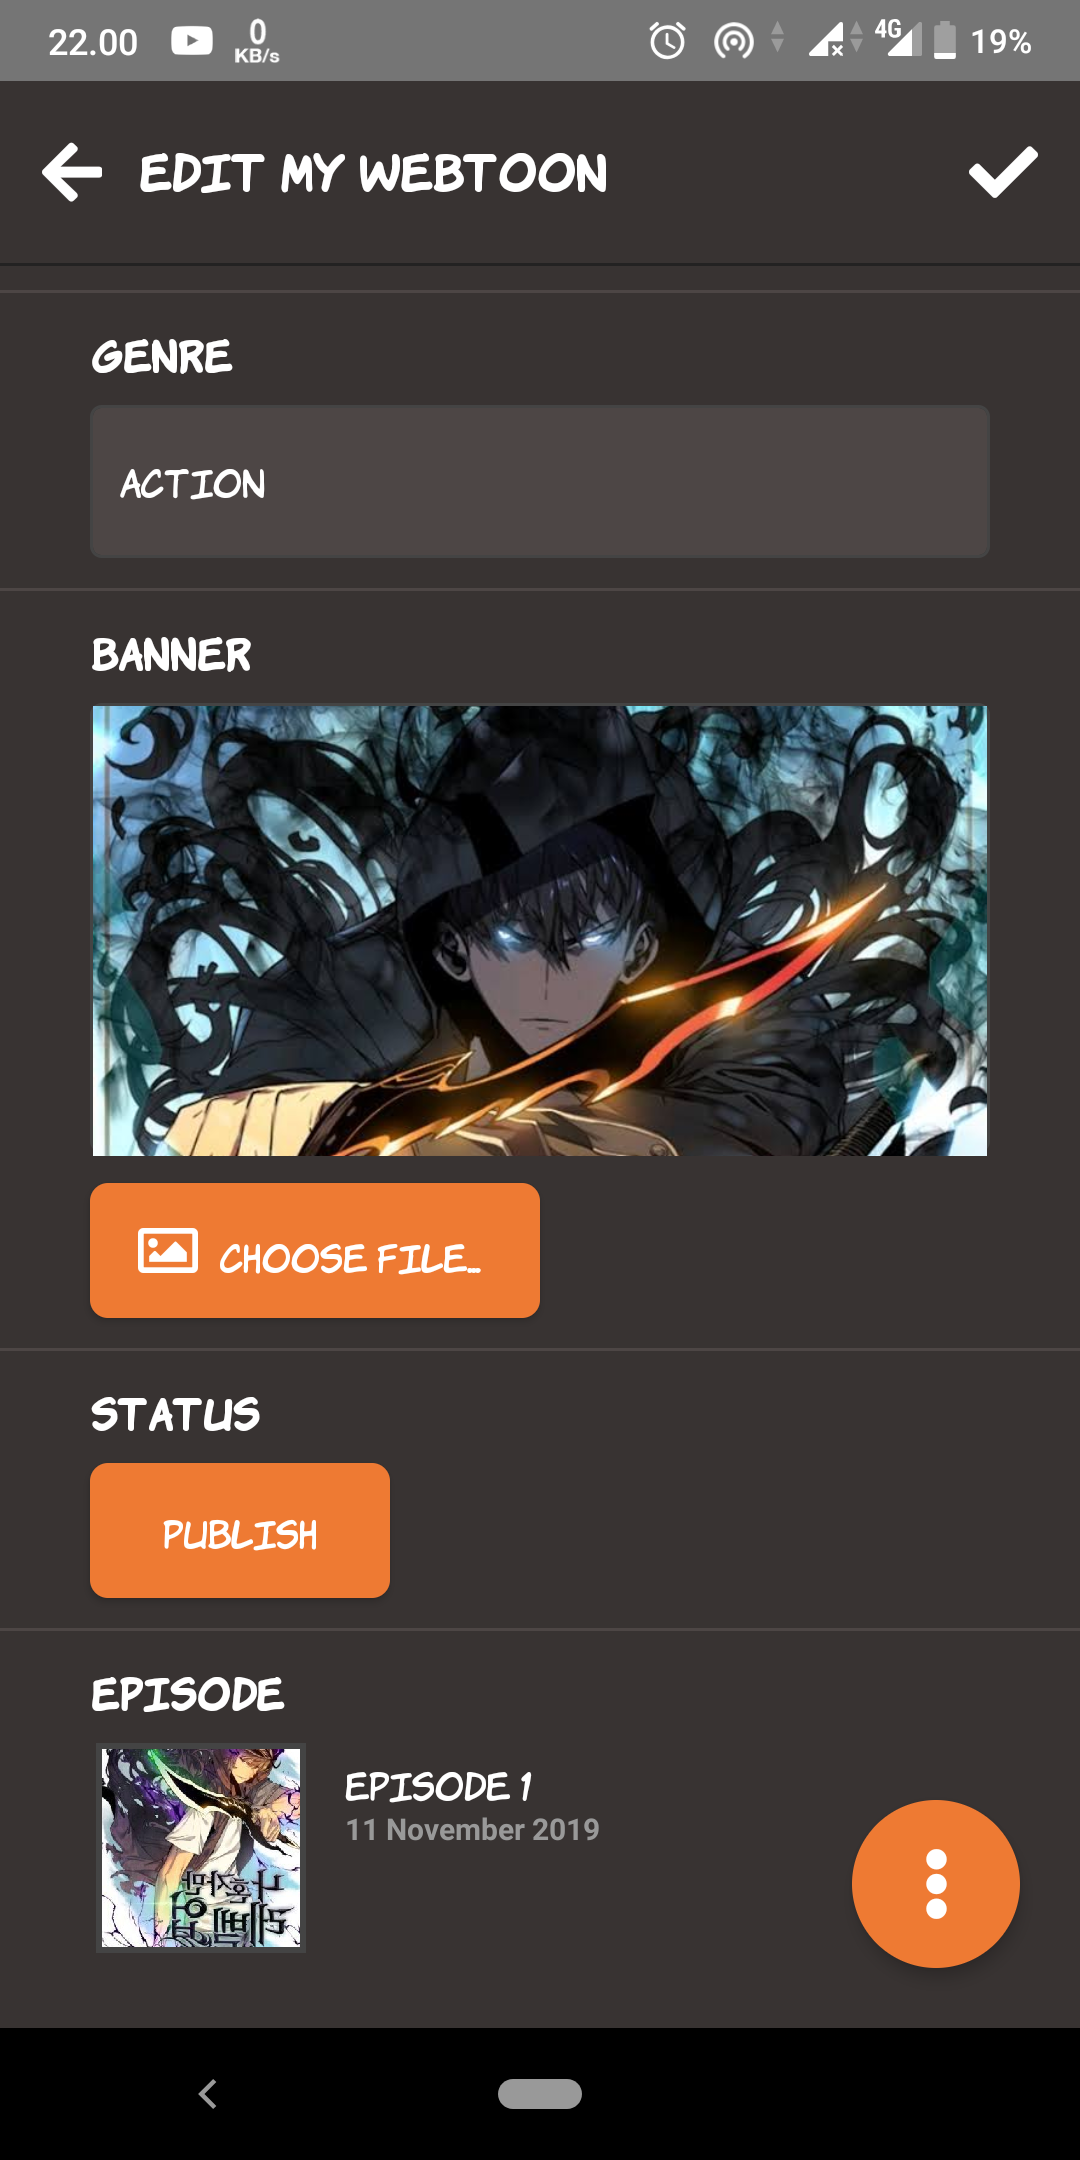 22.00
0
KB/s
4G
19%
EDIT MY WEBTOON
GENRE
ACTION
BANNER
CHOOSE FILE...
STATUS
PUBLISH
EPISODE
EPISODE 1
11 November 2019